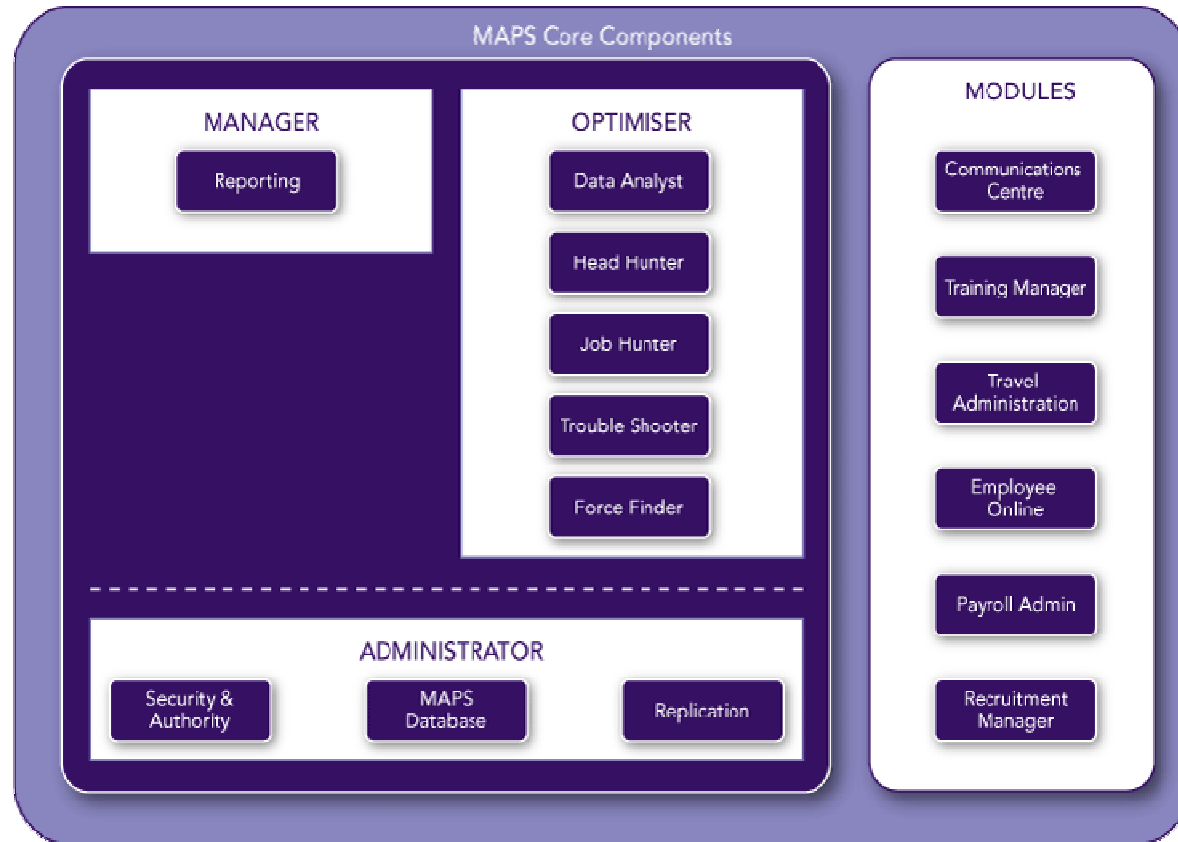 MAPS Core Components
MANAGER
Reporting
OPTIMISER
Data Analyst
Head Hunter
Job Hunter
Trouble Shooter
Force Finder
ADMINISTRATOR
Security &
Authority
MAPS
Database
Replication
MODULES
Communications
Centre
Training Manager
Travel
Administration
Employee
Online
Payroll Admin
Recruitment
Manager